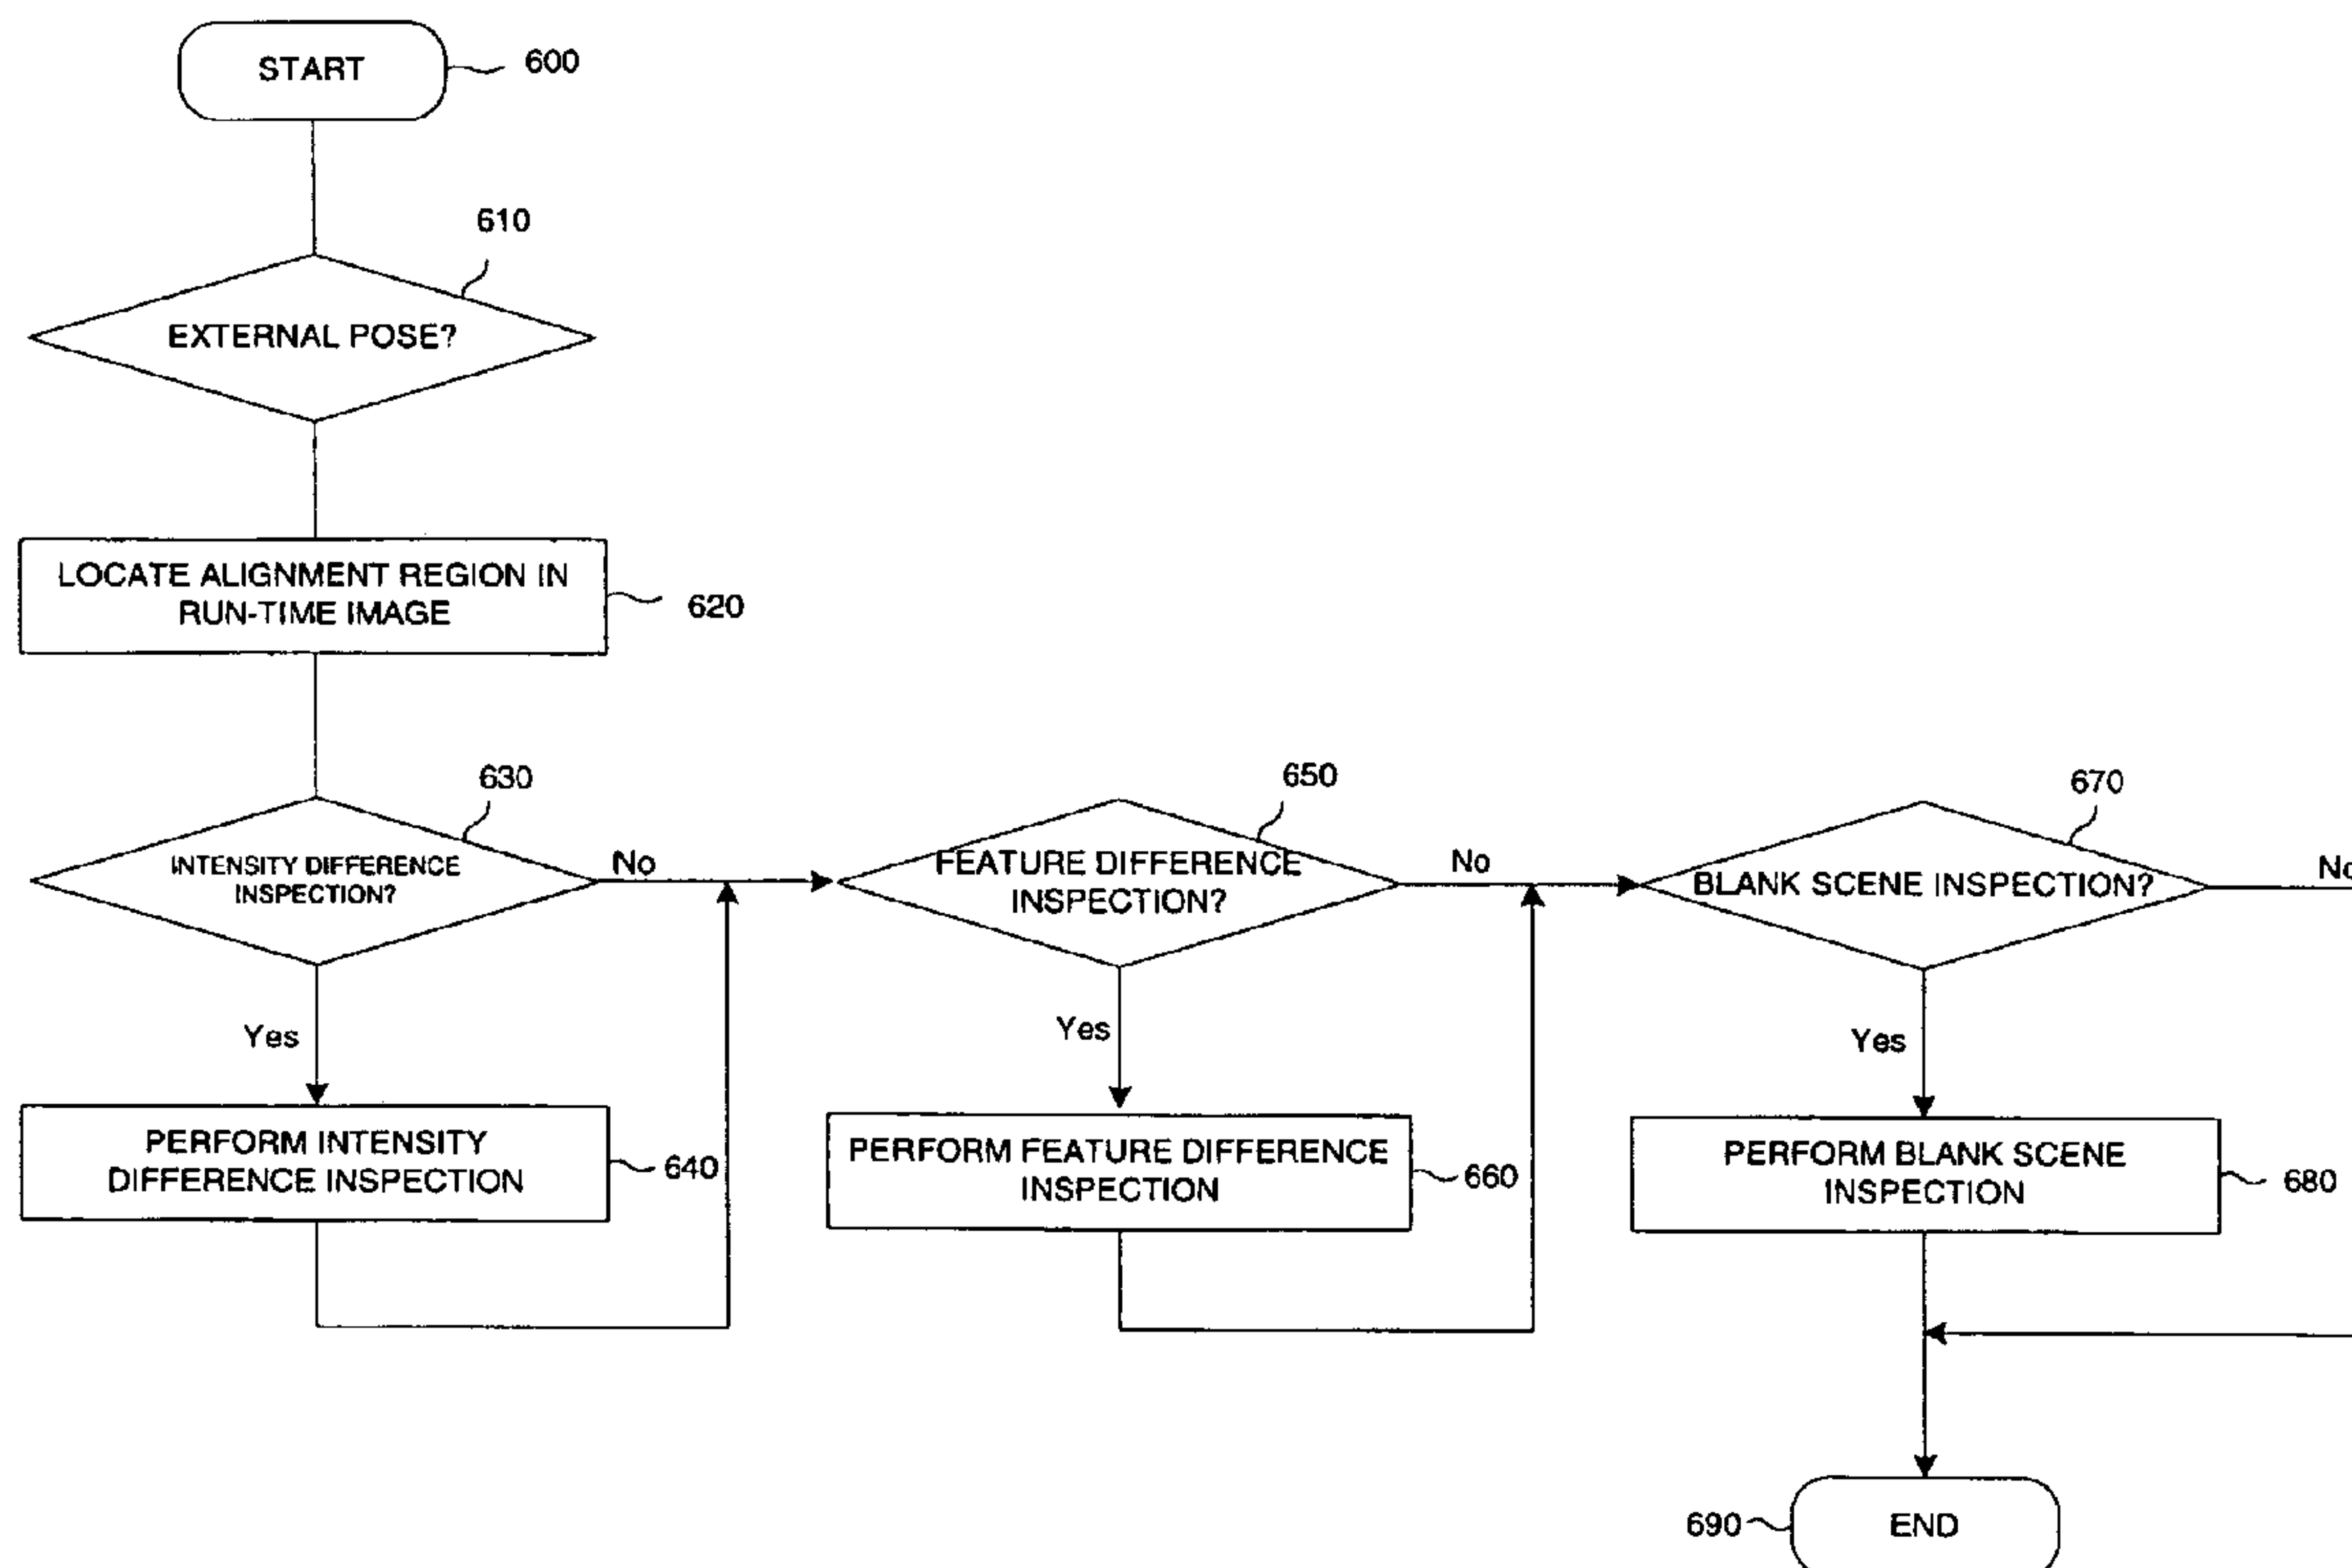 START
600
610
EXTERNAL POSE?
LOCATE ALIGNMENT REGION IN
RUN-TIME IMAGE
620
630
INTENSITY DIFFERENCE
INSPECTION?
No
Yes
PERFORM INTENSITY
DIFFERENCE INSPECTION
640
650
FEATURE DIFFERENCE
INSPECTION?
No
Yes
PERFORM FEATURE DIFFERENCE
INSPECTION
660
670
BLANK SCENE INSPECTION?
No
Yes
PERFORM BLANK SCENE
INSPECTION
680
690
END